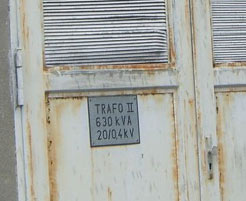 TRAFO II
630 kVA
20/0,4kV